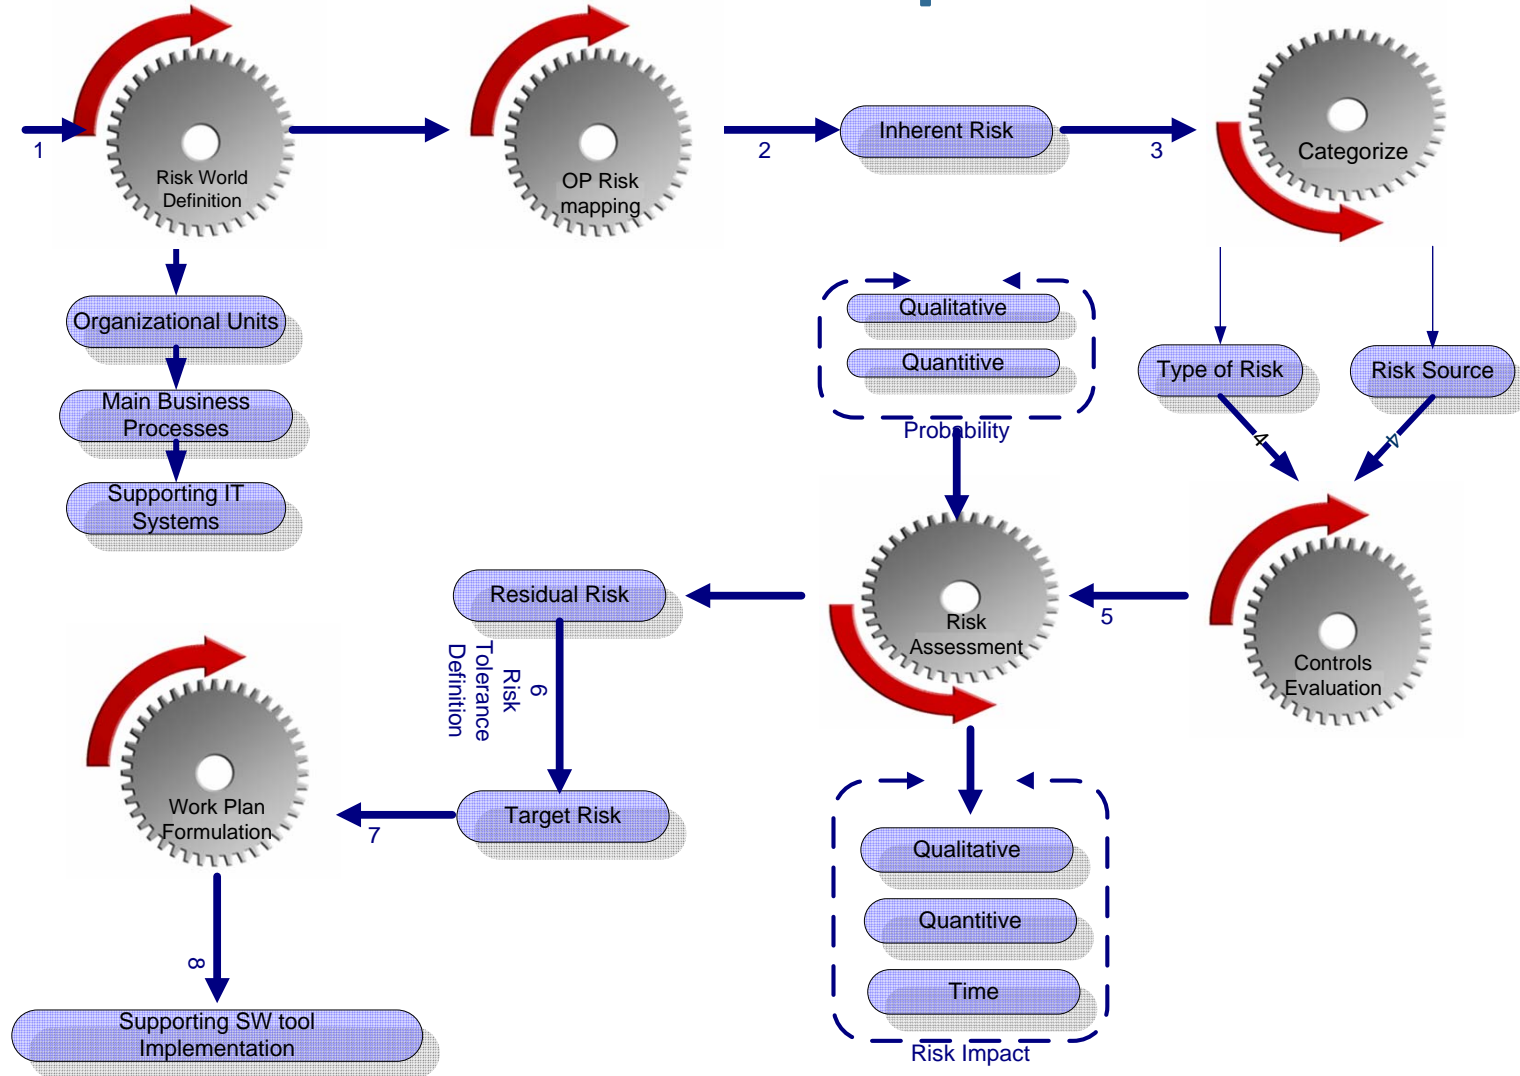 1
Risk World
Definition
OP Risk
mapping
2
Inherent Risk
3
Categorize
Organizational Units
Main Business
Processes
Supporting IT
Systems
Qualitative
Quantitive
Probability
Type of Risk
Risk Source
4
4
Controls
Evaluation
5
Risk
Assessment
Qualitative
Quantitive
Time
Risk Impact
Residual Risk
6
Risk
Tolerance
Definition
Target Risk
7
Work Plan
Formulation
8
Supporting SW tool
Implementation